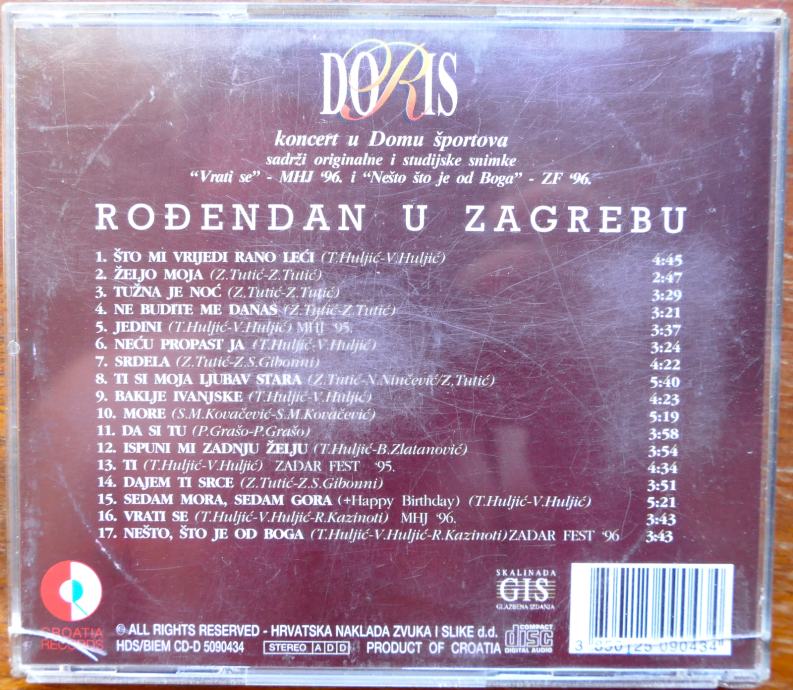 DORIS
koncert u Domu športova
sadrži originalne i studijske snimke
"Vrati se" - MHJ '96. i "Nešto što je od Boga" - ZF '96.
ROĐENDAN U ZAGREBU
1. ŠTO MI VRIJEDI RANO LEĆI (T.Huljić-V.Huljić) 4:45
2. ŽELJO MOJA (Z.Tutić-Z.Tutić) 2:47
3. TUŽNA JE NOĆ (Z.Tutić-Z.Tutić) 3:29
4. NE BUDITE ME DANAS (Z.Tutić-Z.Tutić) 3:21
5. JEDINI (T.Huljić-V.Huljić) MHJ '95. 3:37
6. NEĆU PROPAST JA (T.Huljić-V.Huljić) 3:24
7. SRDELA (Z.Tutić-Z.S.Gibonni) 4:22
8. TI SI MOJA LJUBAV STARA (Z.Tutić-N.Ninčević/Z,Tutić) 5:40
9. BAKLJE IVANJSKE (T.Huljić-V.Huljić) 4:23
10. MORE (S.M.Kovačević-S.M.Kovačević) 5:19
11. DA SI TU (P.Grašo-P.Grašo) 3:58
12. ISPUNI MI ZADNJU ŽELJU (T.Huljić-B.Zlatanović) 3:54
13. TI (T.Huljić-V.Huljić) ZADAR FEST '95. 4:34
14. DAJEM TI SRCE (Z.Tutić-Z.S.Gibonni) 3:51
15. SEDAM MORA, SEDAM GORA (+Happy Birthday) (T.Huljić-V.Huljić) 5:21
16. VRATI SE (T.Huljić-V.Huljić-R.Kazinoti) MHJ '96. 3:43
17. NEŠTO, ŠTO JE OD BOGA (T.Huljić-V.Huljić-R.Kazinoti) ZADAR FEST '96 3:43
SKALINADA
GIS
GLAZBENA IZDANJA
CROATIA
RECORDS
℗ ALL RIGHTS RESERVED - HRVATSKA NAKLADA ZVUKA I SLIKE d.d.
HDS/BIEM CD-D 5090434 STEREO ADD PRODUCT OF CROATIA
COMPACT
disc
DIGITAL AUDIO
090434